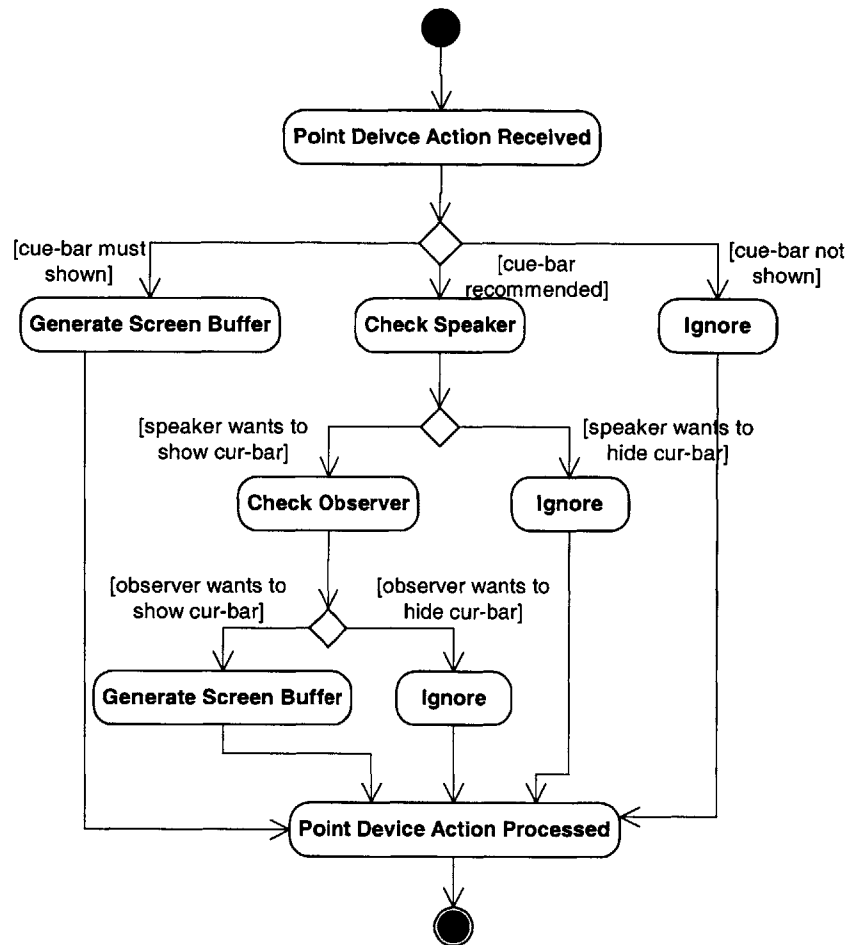 Point Deivce Action Received
[cue-bar must
shown]
[cue-bar
recommended]
[cue-bar not
shown]
Generate Screen Buffer
Check Speaker
Ignore
[speaker wants to
show cur-bar]
[speaker wants to
hide cur-bar]
Check Observer
Ignore
[observer wants to
show cur-bar]
[observer wants to
hide cur-bar]
Generate Screen Buffer
Ignore
Point Device Action Processed